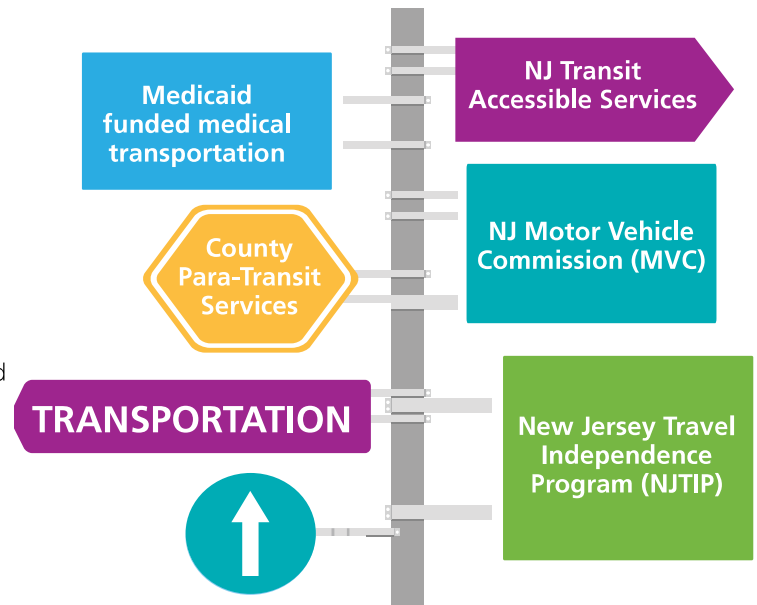 Medicaid
funded medical
transportation
NJ Transit
Accessible Services
County
Para-Transit
Services
NJ Motor Vehicle
Commission (MVC)
TRANSPORTATION
New Jersey Travel
Independence
Program (NJTIP)